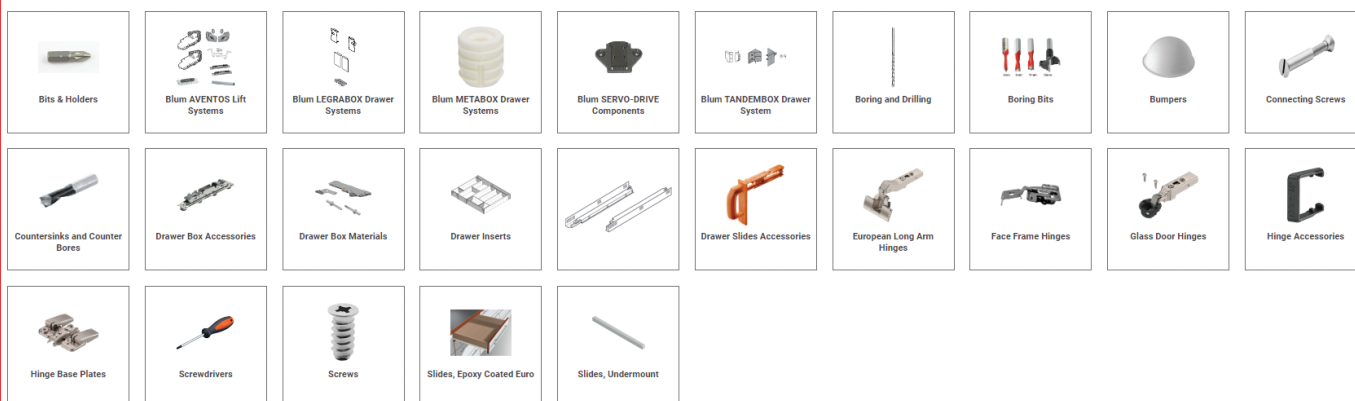 Bits & Holders
Blum AVENTOS Lift
Systems
Blum LEGRABOX Drawer
Systems
Blum METABOX Drawer
Systems
Blum SERVO-DRIVE
Components
Blum TANDEMBOX Drawer
System
Boring and Drilling
Boring Bits
Bumpers
Connecting Screws
Countersinks and Counter
Bores
Drawer Box Accessories
Drawer Box Materials
Drawer Inserts
Drawer Slides Accessories
European Long Arm
Hinges
Face Frame Hinges
Glass Door Hinges
Hinge Accessories
Hinge Base Plates
Screwdrivers
Screws
Slides, Epoxy Coated Euro
Slides, Undermount